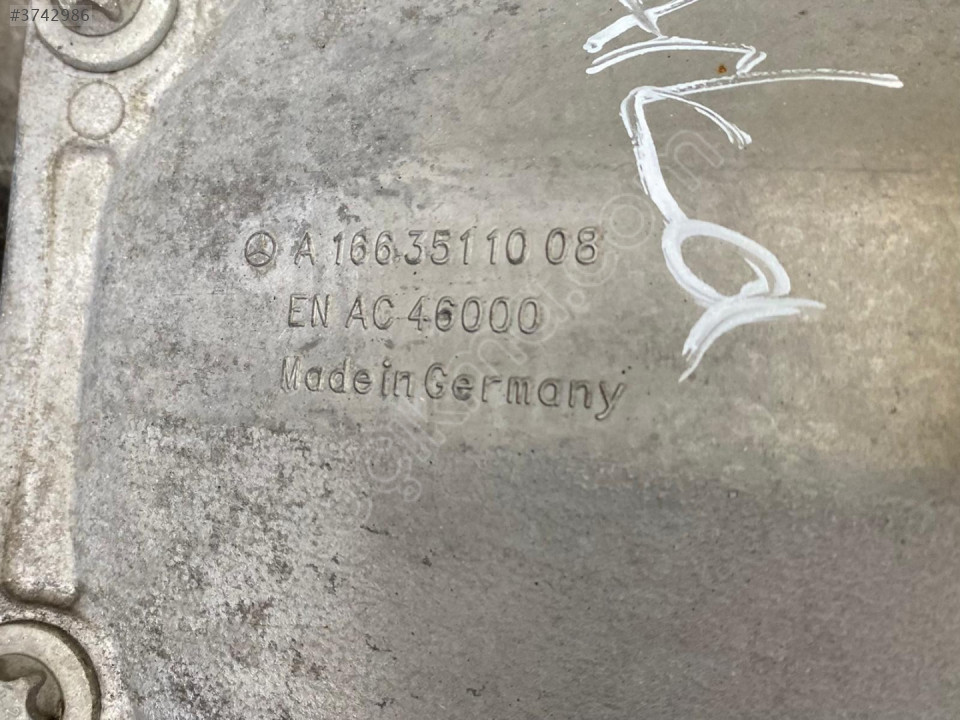 #3742986
A 166 351 10 08
EN AC 46000
Made in Germany